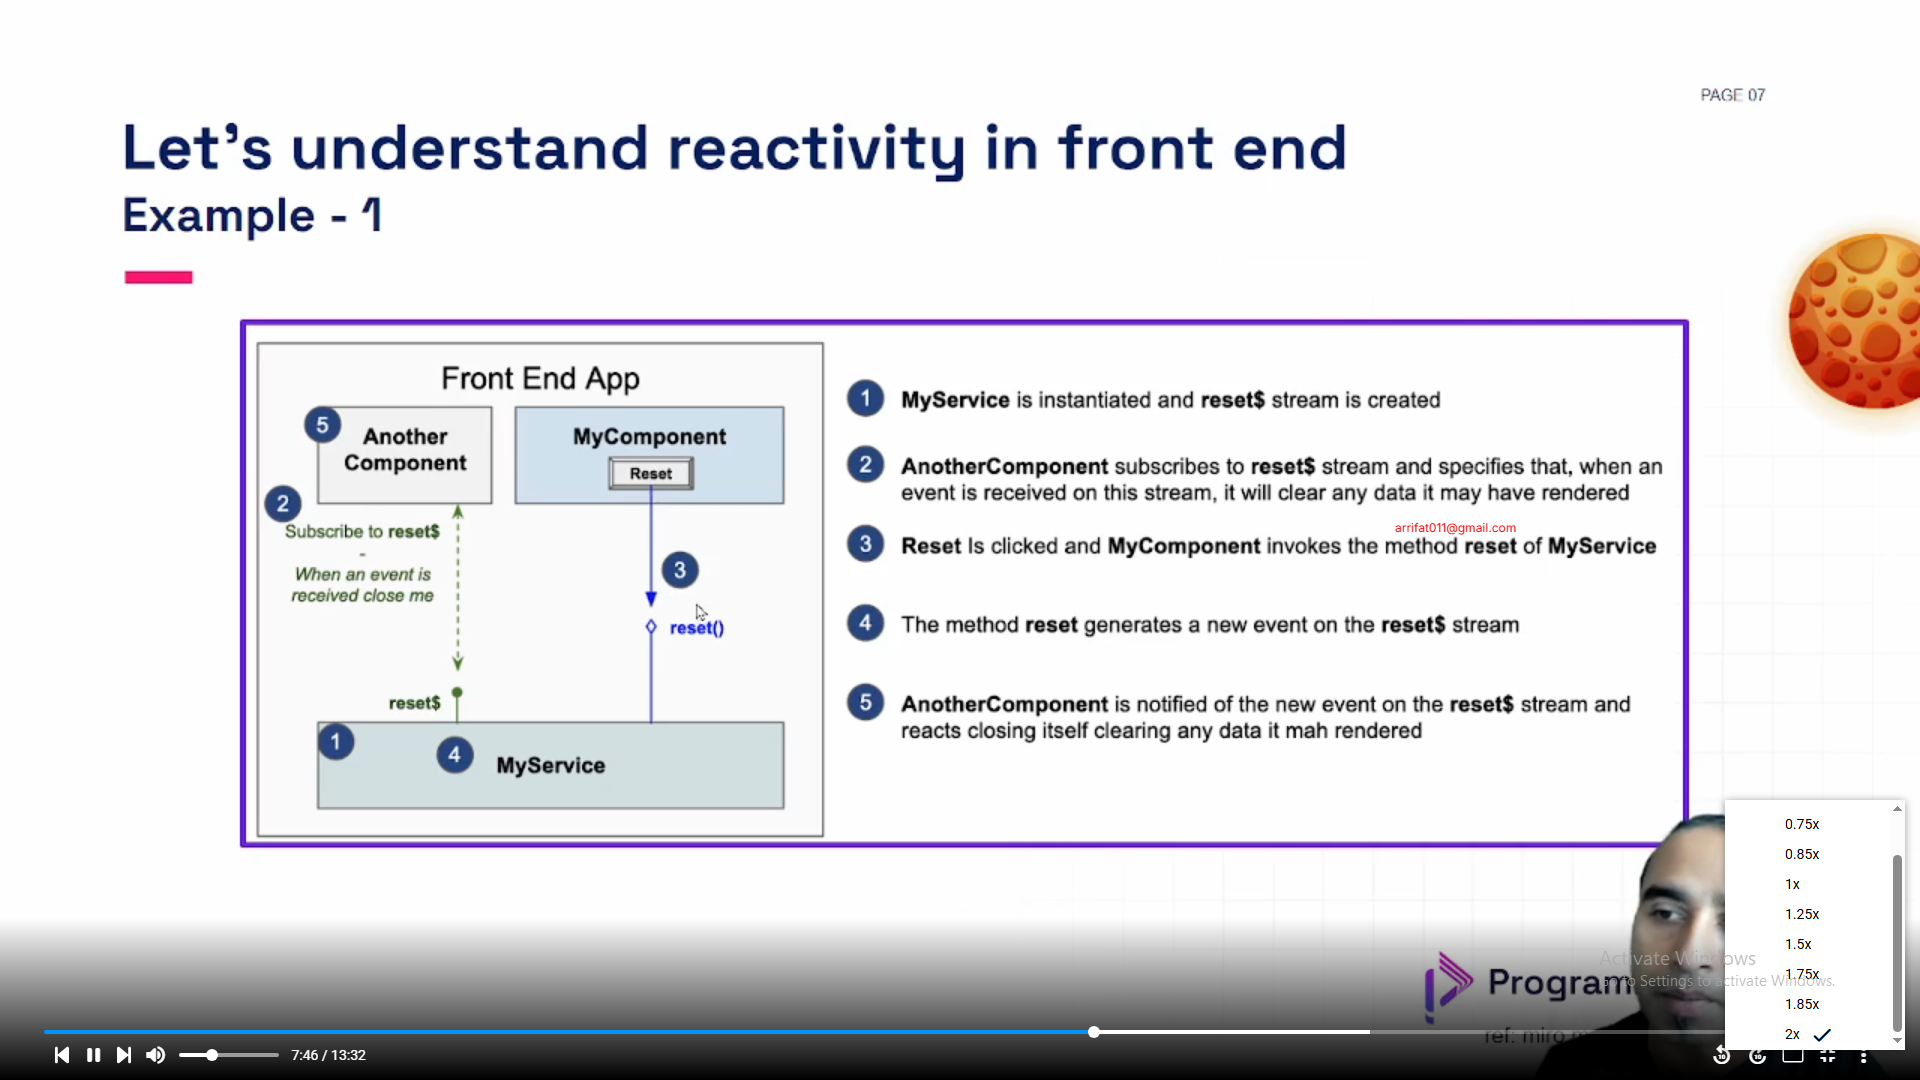 PAGE 07
Let's understand reactivity in front end
Example - 1
Front End App
5
Another
Component
MyComponent
Reset
2
Subscribe to reset$
-
When an event is
received close me
3
reset()
reset$
1
4
MyService
1
MyService is instantiated and reset$ stream is created
2
AnotherComponent subscribes to reset$ stream and specifies that, when an
event is received on this stream, it will clear any data it may have rendered
arrifat011@gmail.com
3
Reset Is clicked and MyComponent invokes the method reset of MyService
4
The method reset generates a new event on the reset$ stream
5
AnotherComponent is notified of the new event on the reset$ stream and
reacts closing itself clearing any data it mah rendered
0.75x
0.85x
1x
1.25x
1.5x
1.75x
1.85x
2x
Activate Windows
Go to Settings to activate Windows.
Program
ref: miro
7:46 / 13:32
10
10